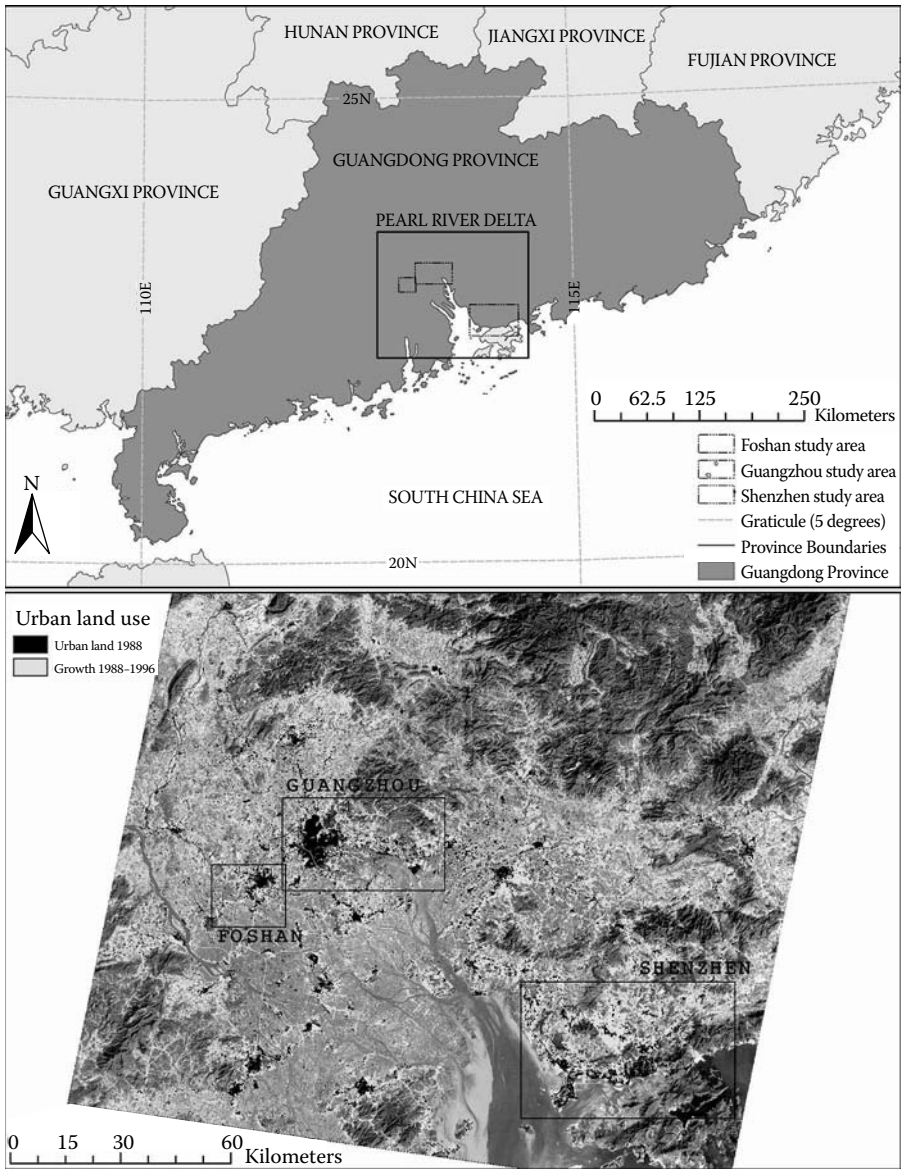 HUNAN PROVINCE
JIANGXI PROVINCE
FUJIAN PROVINCE
25N
GUANGDONG PROVINCE
GUANGXI PROVINCE
PEARL RIVER DELTA
110E
115E
0 62.5 125 250
Kilometers
Foshan study area
Guangzhou study area
Shenzhen study area
Graticule (5 degrees)
Province Boundaries
Guangdong Province
N
SOUTH CHINA SEA
20N
Urban land use
Urban land 1988
Growth 1988–1996
GUANGZHOU
FOSHAN
SHENZHEN
0 15 30 60
Kilometers